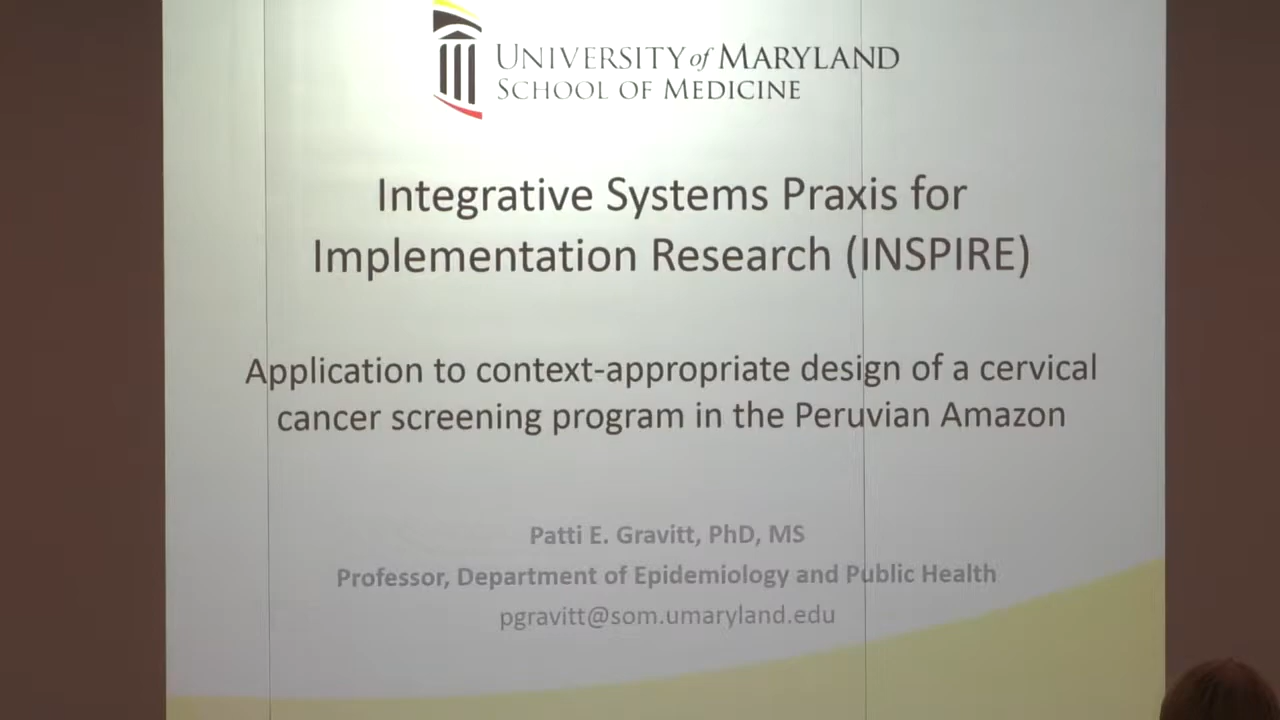 UNIVERSITY of MARYLAND
SCHOOL OF MEDICINE
Integrative Systems Praxis for
Implementation Research (INSPIRE)
Application to context-appropriate design of a cervical
cancer screening program in the Peruvian Amazon
Patti E. Gravitt, PhD, MS
Professor, Department of Epidemiology and Public Health
pgravitt@som.umaryland.edu